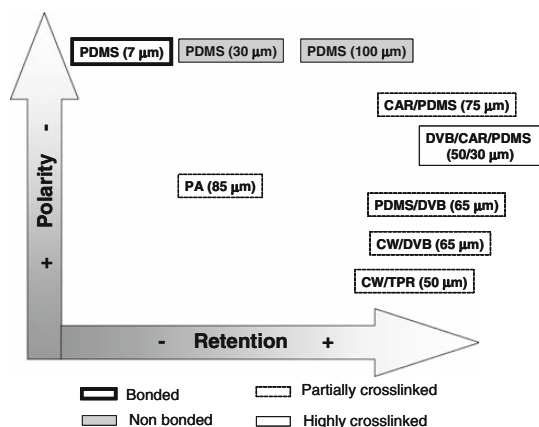 PDMS (7 µm)
PDMS (30 µm)
PDMS (100 µm)
CAR/PDMS (75 µm)
DVB/CAR/PDMS
(50/30 µm)
PA (85 µm)
PDMS/DVB (65 µm)
CW/DVB (65 µm)
CW/TPR (50 µm)
+ Polarity -
- Retention +
Bonded
Partially crosslinked
Non bonded
Highly crosslinked